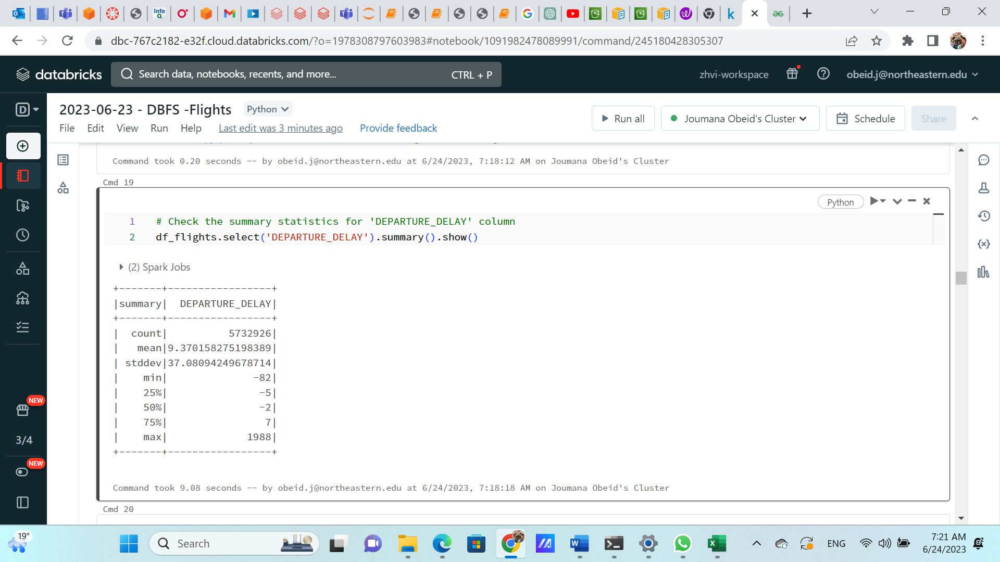 Info
Q
k
dbc-767c2182-e32f.cloud.databricks.com/?o=1978308797603983#notebook/1091982478089991/command/245180428305307
databricks
Search data, notebooks, recents, and more...
CTRL + P
zhvi-workspace
obeid.j@northeastern.edu
D
2023-06-23 - DBFS -Flights
Python
Run all
Joumana Obeid's Cluster
Schedule
Share
File Edit View Run Help Last edit was 3 minutes ago Provide feedback
Command took 0.20 seconds -- by obeid.j@northeastern.edu at 6/24/2023, 7:18:12 AM on Joumana Obeid's Cluster
Cmd 19
Python
1 # Check the summary statistics for 'DEPARTURE_DELAY' column
2 df_flights.select('DEPARTURE_DELAY').summary().show()
(2) Spark Jobs
+-------+-----------------+
|summary|  DEPARTURE_DELAY|
+-------+-----------------+
|  count|          5732926|
|   mean|9.370158275198389|
| stddev|37.08094249678714|
|    min|              -82|
|    25%|               -5|
|    50%|               -2|
|    75%|                7|
|    max|             1988|
+-------+-----------------+
Command took 9.08 seconds -- by obeid.j@northeastern.edu at 6/24/2023, 7:18:18 AM on Joumana Obeid's Cluster
Cmd 20
NEW
3/4
NEW
19°
Search
ENG
7:21 AM
6/24/2023